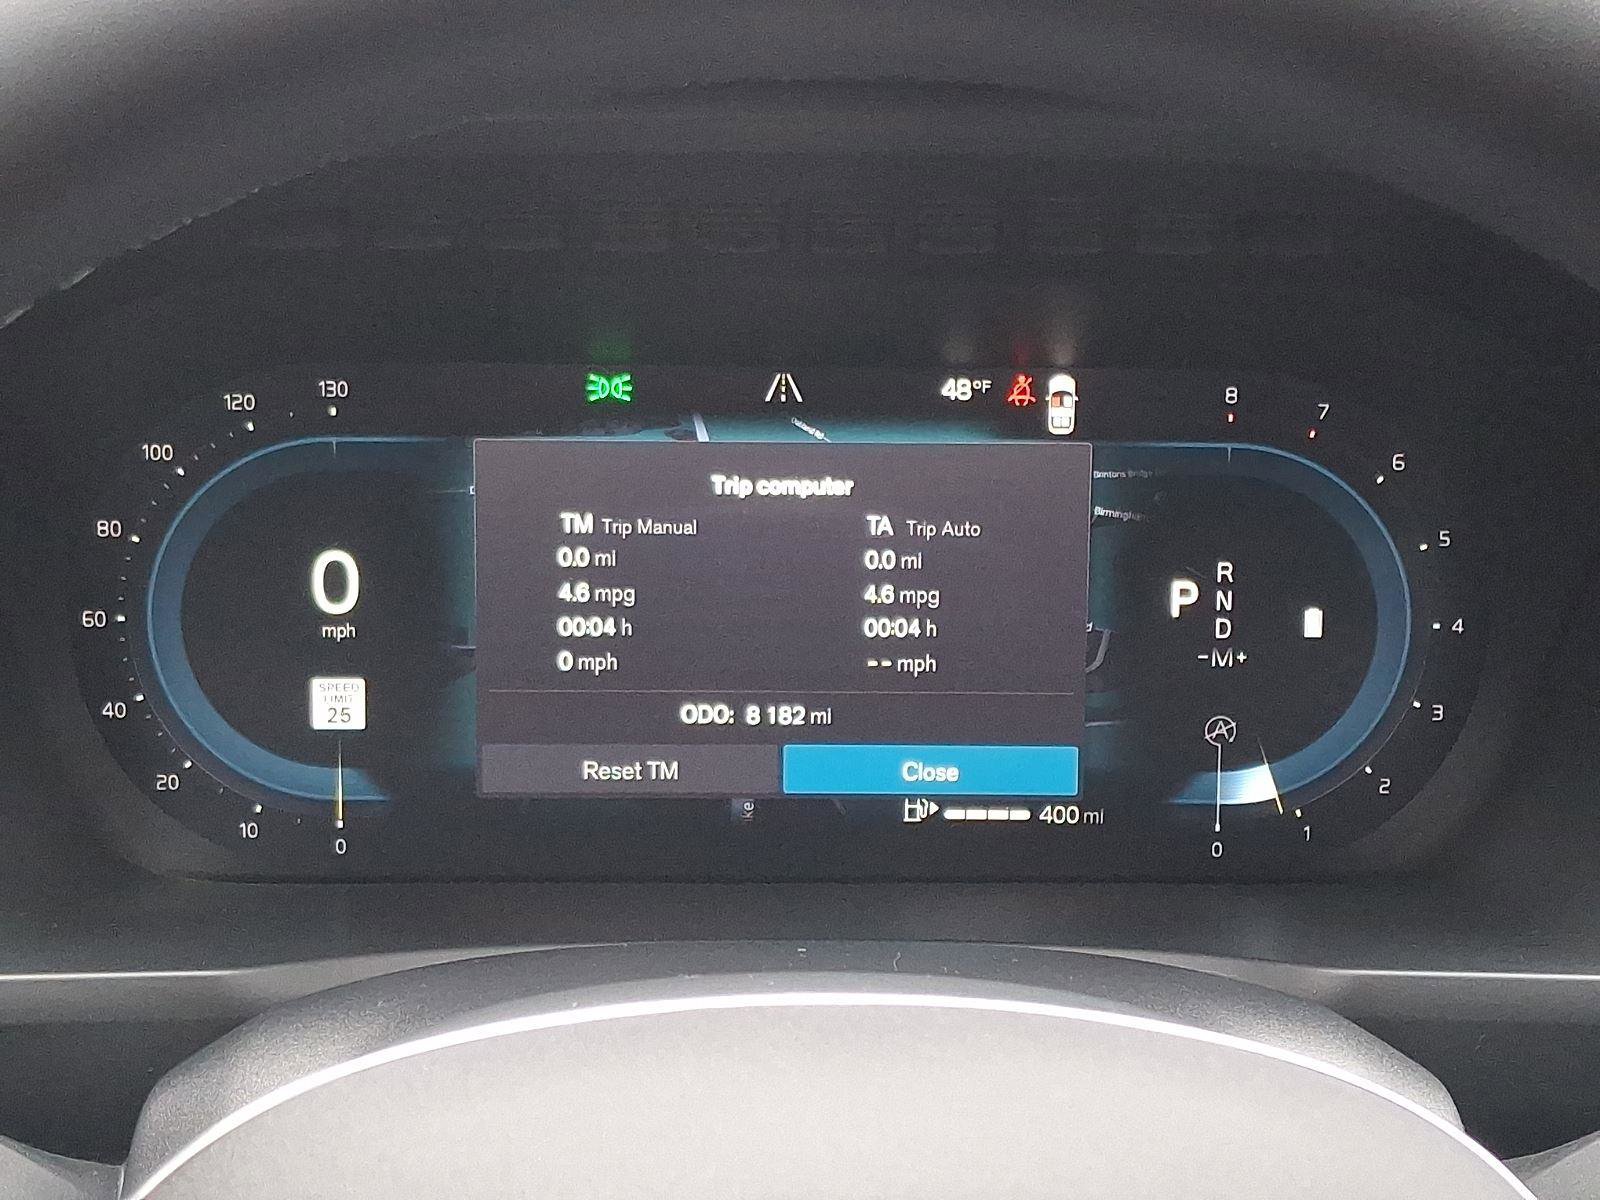 130
120
100
80
60
40
20
10
0
0
mph
SPEED
LIMIT
25
48°F
Oakland Rd
Birmingham
Trip computer
TM Trip Manual
0.0 mi
4.6 mpg
00:04 h
0 mph
TA Trip Auto
0.0 mi
4.6 mpg
00:04 h
-- mph
ODO: 8 182 mi
Reset TM
Close
400 mi
P
R
N
D
-M+
A
8
7
6
5
4
3
2
1
0